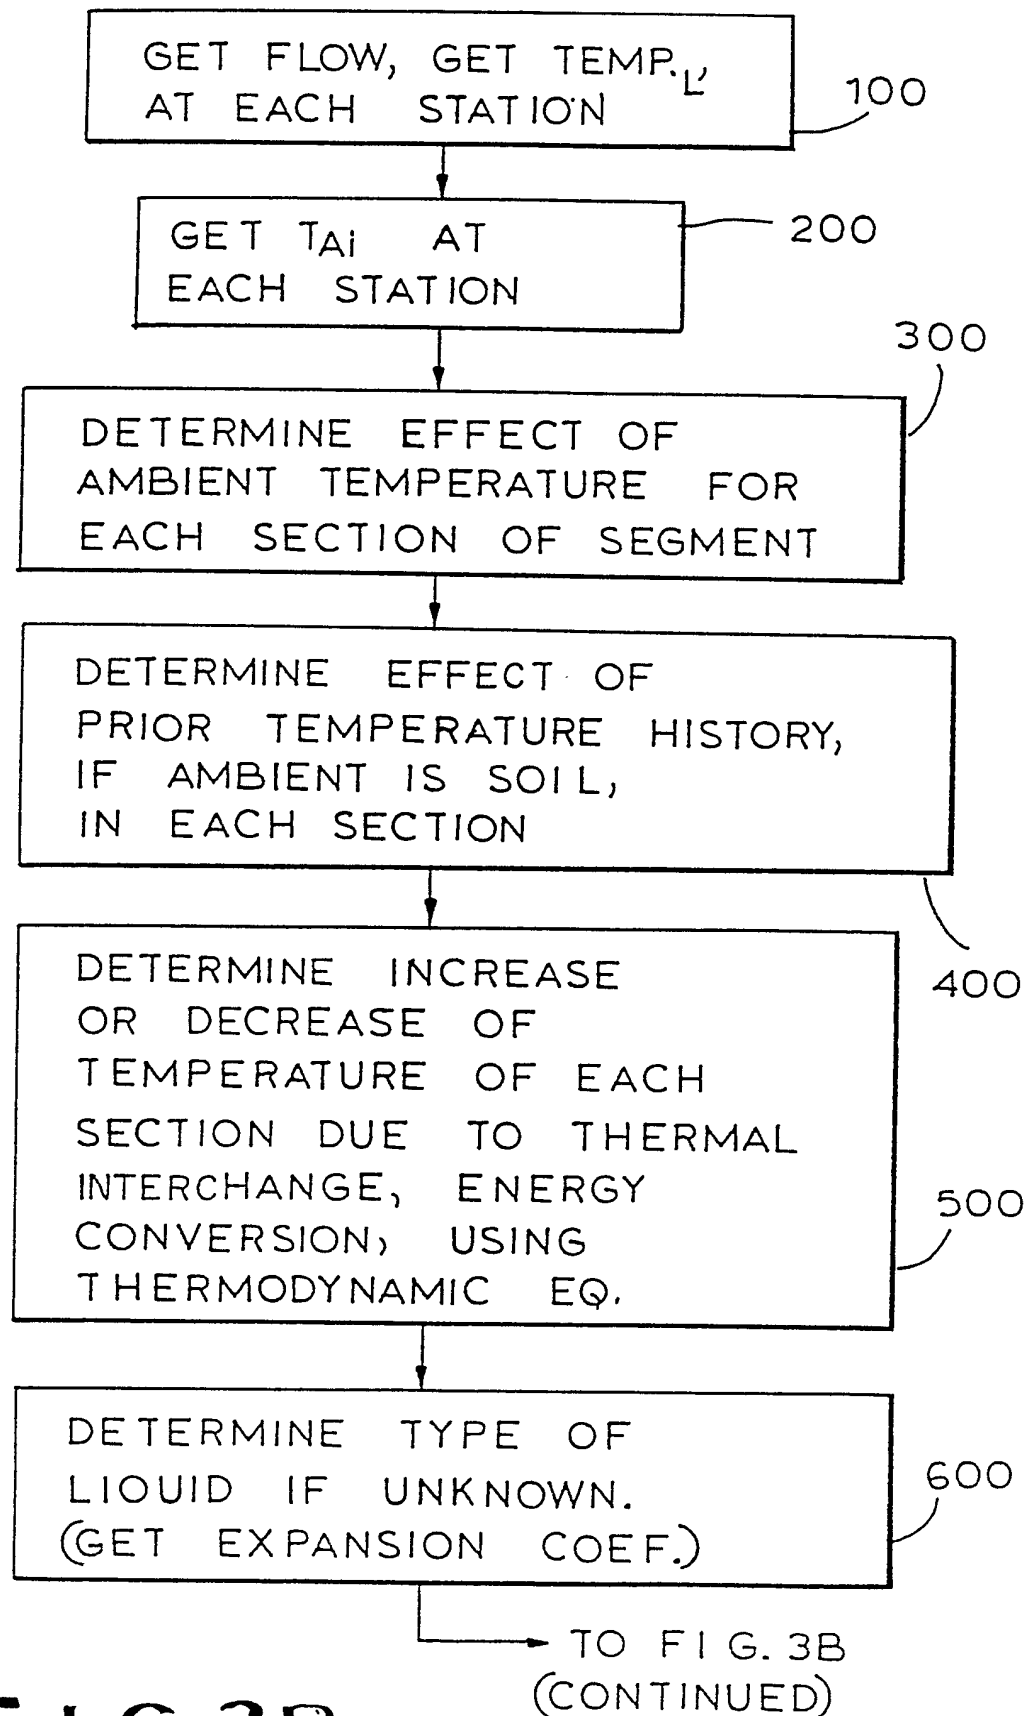 GET FLOW, GET TEMP.L,
AT EACH STATION
100
GET TAi AT
EACH STATION
200
300
DETERMINE EFFECT OF
AMBIENT TEMPERATURE FOR
EACH SECTION OF SEGMENT
DETERMINE EFFECT OF
PRIOR TEMPERATURE HISTORY,
IF AMBIENT IS SOIL,
IN EACH SECTION
400
DETERMINE INCREASE
OR DECREASE OF
TEMPERATURE OF EACH
SECTION DUE TO THERMAL
INTERCHANGE, ENERGY
CONVERSION, USING
THERMODYNAMIC EQ.
500
DETERMINE TYPE OF
LIOUID IF UNKNOWN.
(GET EXPANSION COEF.)
600
TO FIG. 3B
(CONTINUED)